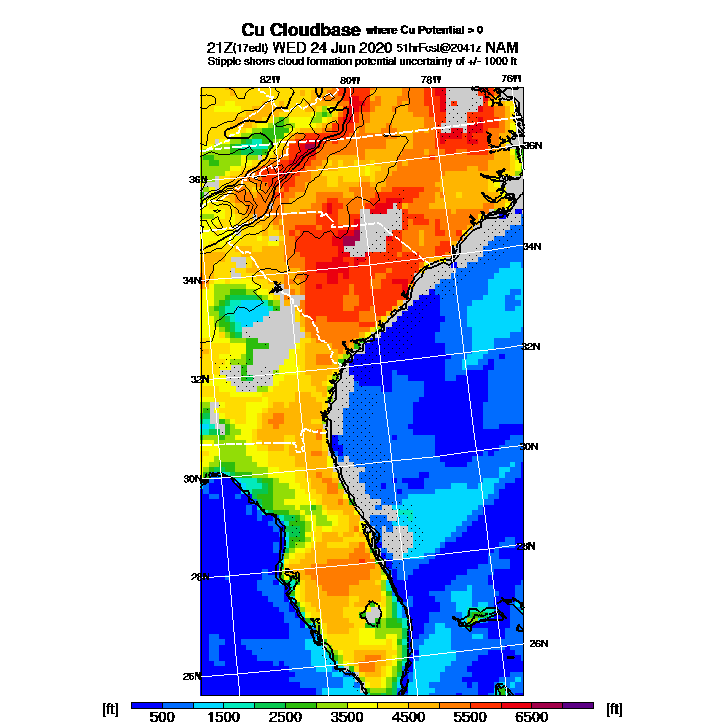 Cu Cloudbase where Cu Potential > 0
21Z(17edt) WED 24 Jun 2020 51hrFcst@2041z NAM
Stipple shows cloud formation potential uncertainty of +/- 1000 ft
82W 80W 78W 76W
36N
36N
34N
34N
32N
32N
30N
30N
28N
28N
26N
26N
[ft] [ft]
500 1500 2500 3500 4500 5500 6500